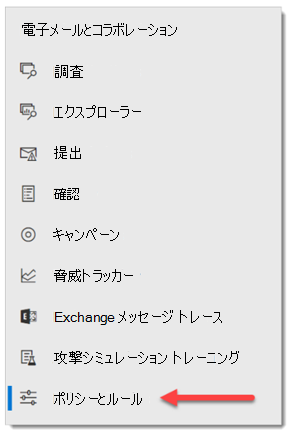 電子メールとコラボレーション
調査
エクスプローラー
提出
確認
キャンペーン
脅威トラッカー
Exchange メッセージ トレース
攻撃シミュレーション トレーニング
ポリシーとルール